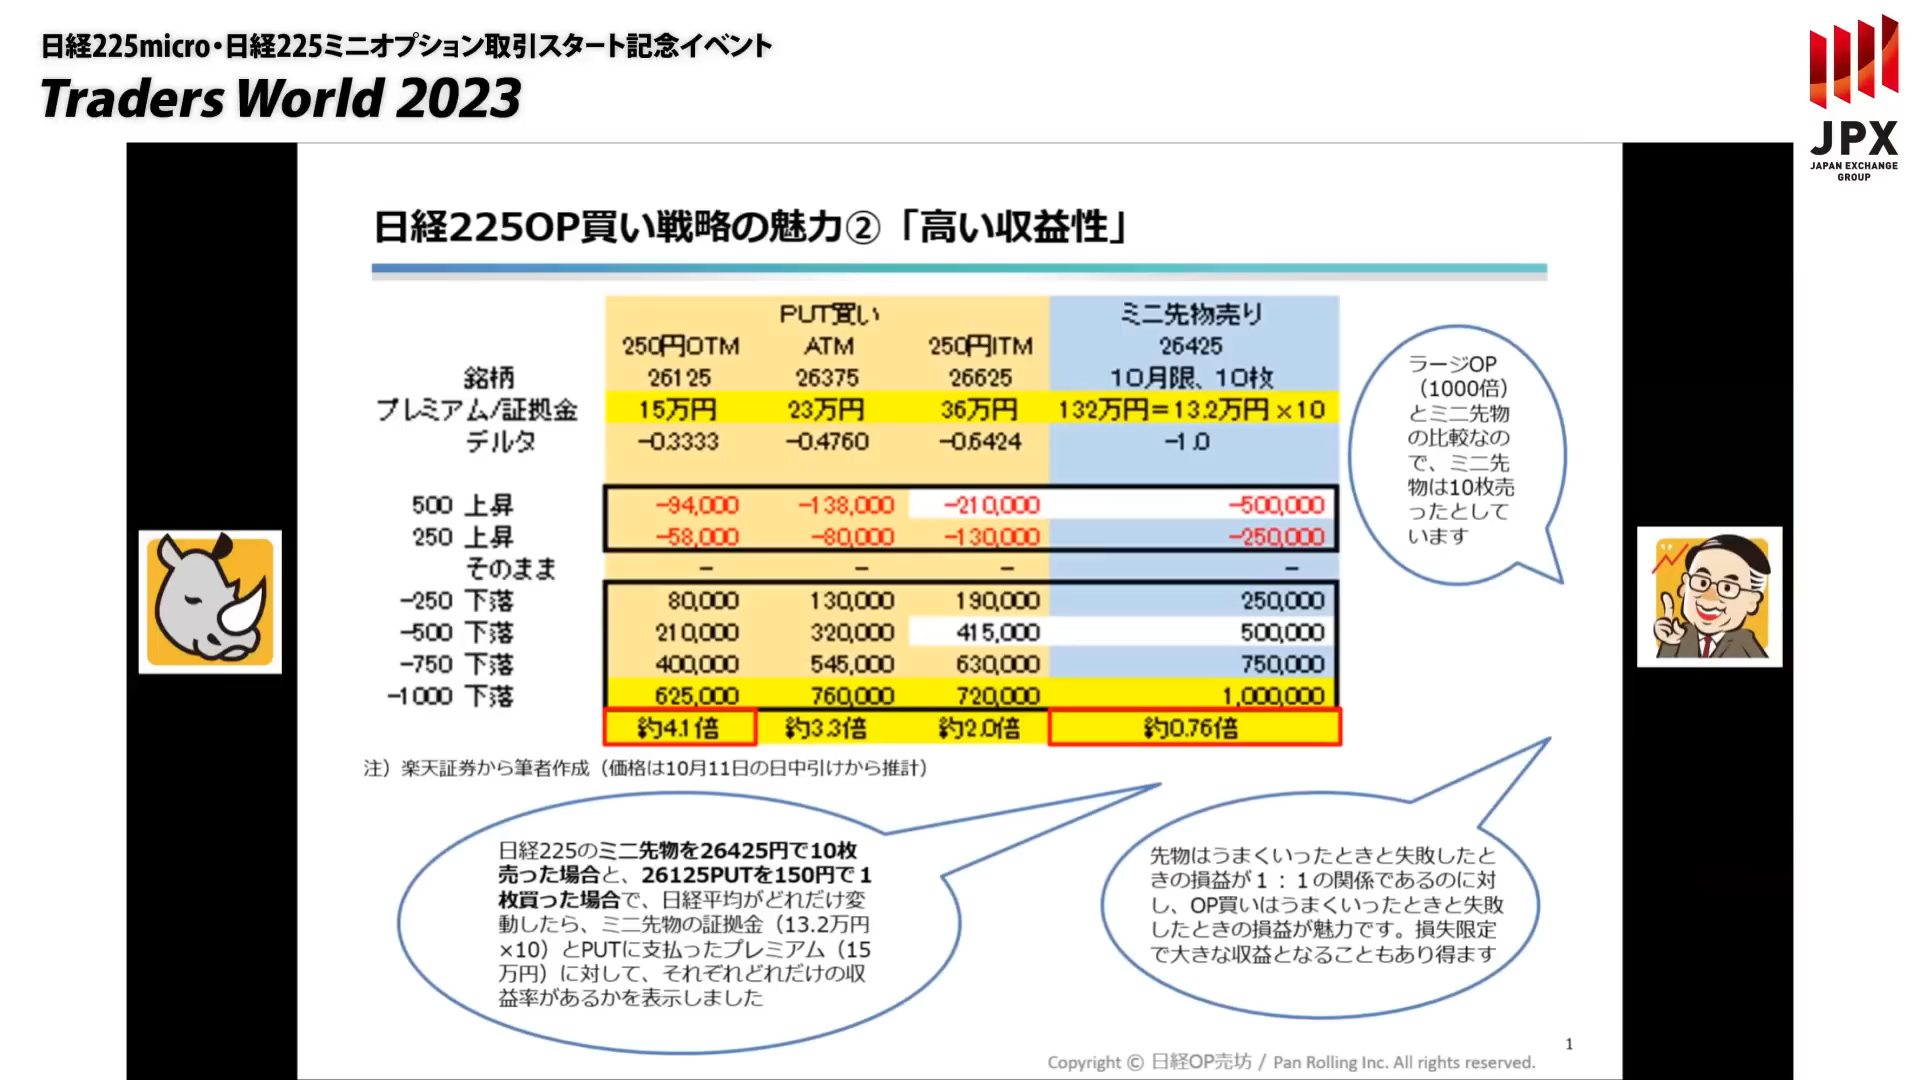 日経225micro・日経225ミニオプション取引スタート記念イベント
Traders World 2023
JPX
JAPAN EXCHANGE
GROUP
日経225OP買い戦略の魅力②「高い収益性」
PUT買い ミニ先物売り
250円OTM ATM 250円ITM 26425
銘柄 26125 26375 26625 10月限、10枚
プレミアム/証拠金 15万円 23万円 36万円 132万円=13.2万円×10
デルタ -0.3333 -0.4760 -0.6424 -1.0
500 上昇 -94,000 -138,000 -210,000 -500,000
250 上昇 -58,000 -80,000 -130,000 -250,000
そのまま - - - -
-250 下落 80,000 130,000 190,000 250,000
-500 下落 210,000 320,000 415,000 500,000
-750 下落 400,000 545,000 630,000 750,000
-1000 下落 625,000 760,000 720,000 1,000,000
約4.1倍 約3.3倍 約2.0倍 約0.76倍
注）楽天証券から筆者作成（価格は10月11日の日中引けから推計）
ラージOP
（1000倍）
とミニ先物
の比較なの
で、ミニ先
物は10枚売
ったとして
います
日経225のミニ先物を26425円で10枚
売った場合と、26125PUTを150円で１
枚買った場合で、日経平均がどれだけ変
動したら、ミニ先物の証拠金（13.2万円
×10）とPUTに支払ったプレミアム（15
万円）に対して、それぞれどれだけの収
益率があるかを表示しました
先物はうまくいったときと失敗したと
きの損益が１：１の関係であるのに対
し、OP買いはうまくいったときと失敗
したときの損益が魅力です。損失限定
で大きな収益となることもあり得ます
1
Copyright © 日経OP売坊 / Pan Rolling Inc. All rights reserved.